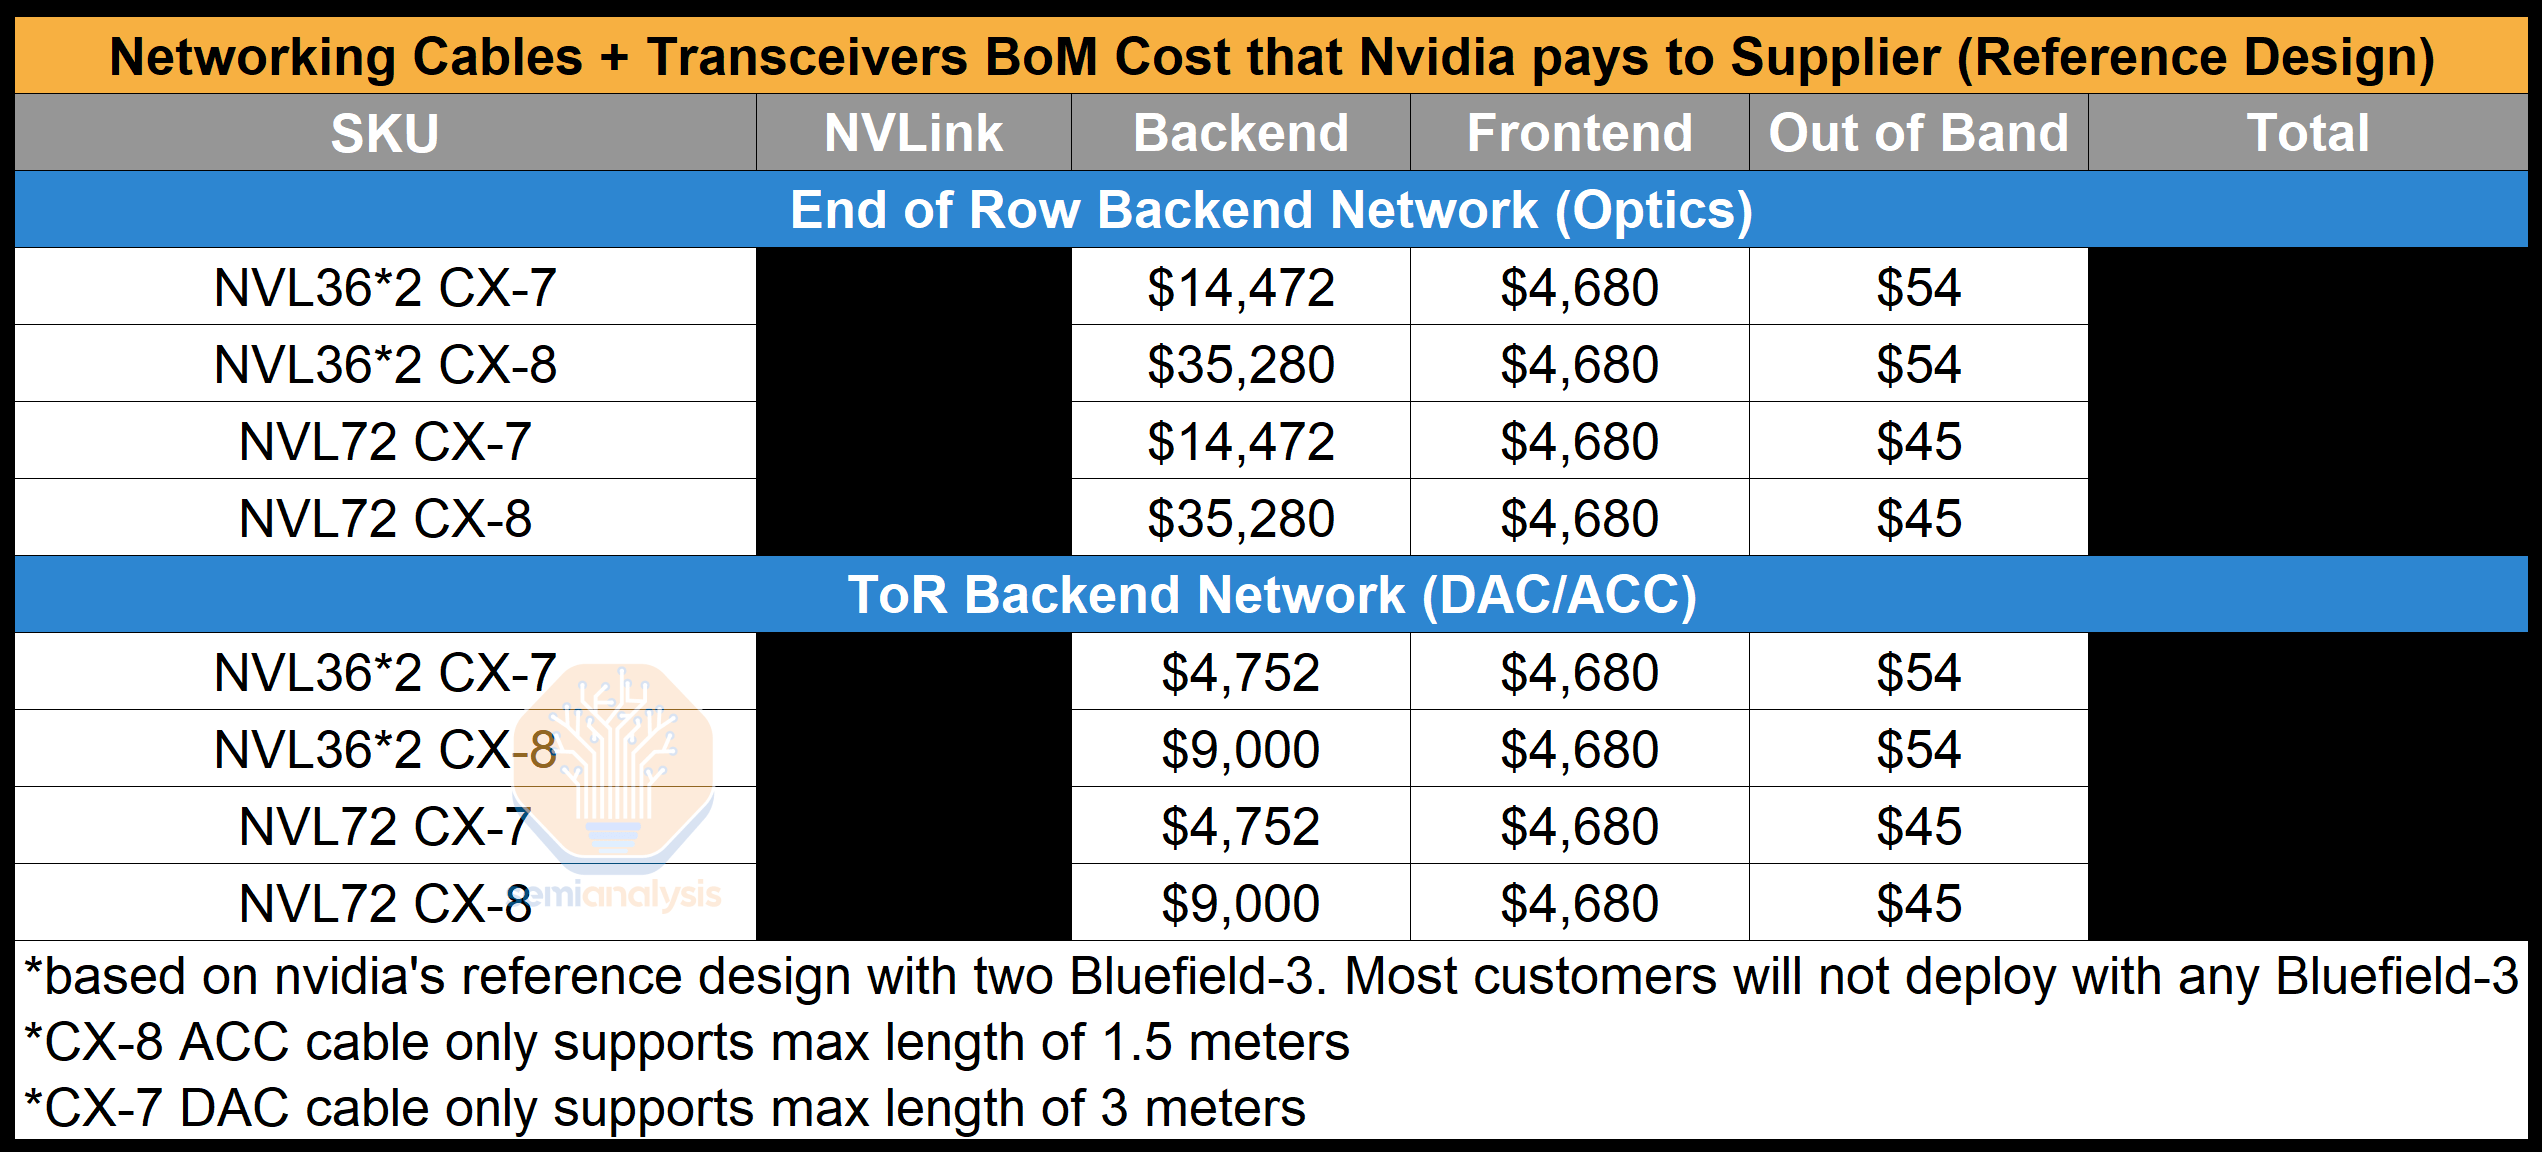 Networking Cables + Transceivers BoM Cost that Nvidia pays to Supplier (Reference Design)
SKU NVLink Backend Frontend Out of Band Total
End of Row Backend Network (Optics)
NVL36*2 CX-7 $14,472 $4,680 $54
NVL36*2 CX-8 $35,280 $4,680 $54
NVL72 CX-7 $14,472 $4,680 $45
NVL72 CX-8 $35,280 $4,680 $45
ToR Backend Network (DAC/ACC)
NVL36*2 CX-7 $4,752 $4,680 $54
NVL36*2 CX-8 $9,000 $4,680 $54
NVL72 CX-7 $4,752 $4,680 $45
NVL72 CX-8 $9,000 $4,680 $45
semianalysis
*based on nvidia's reference design with two Bluefield-3. Most customers will not deploy with any Bluefield-3
*CX-8 ACC cable only supports max length of 1.5 meters
*CX-7 DAC cable only supports max length of 3 meters